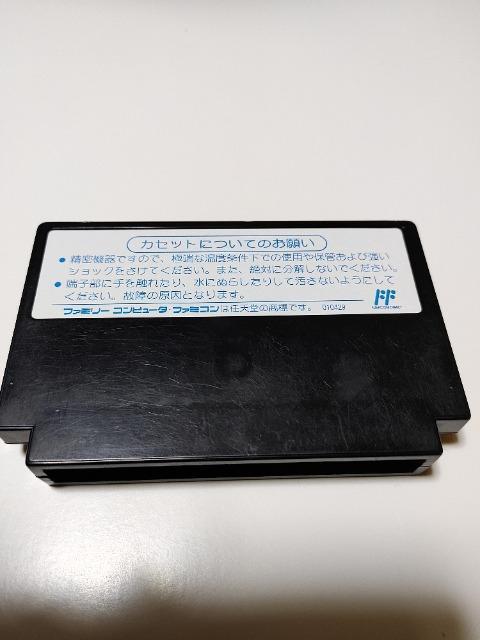 カセットについてのお願い
●精密機器ですので、極端な温度条件下での使用や保管および強い
ショックをさけてください。また、絶対に分解しないでください。
●端子部に手を触れたり、水にぬらしたりして汚さないようにして
ください。故障の原因となります。
ファミリー コンピュータ・ファミコンは任天堂の商標です。 010429